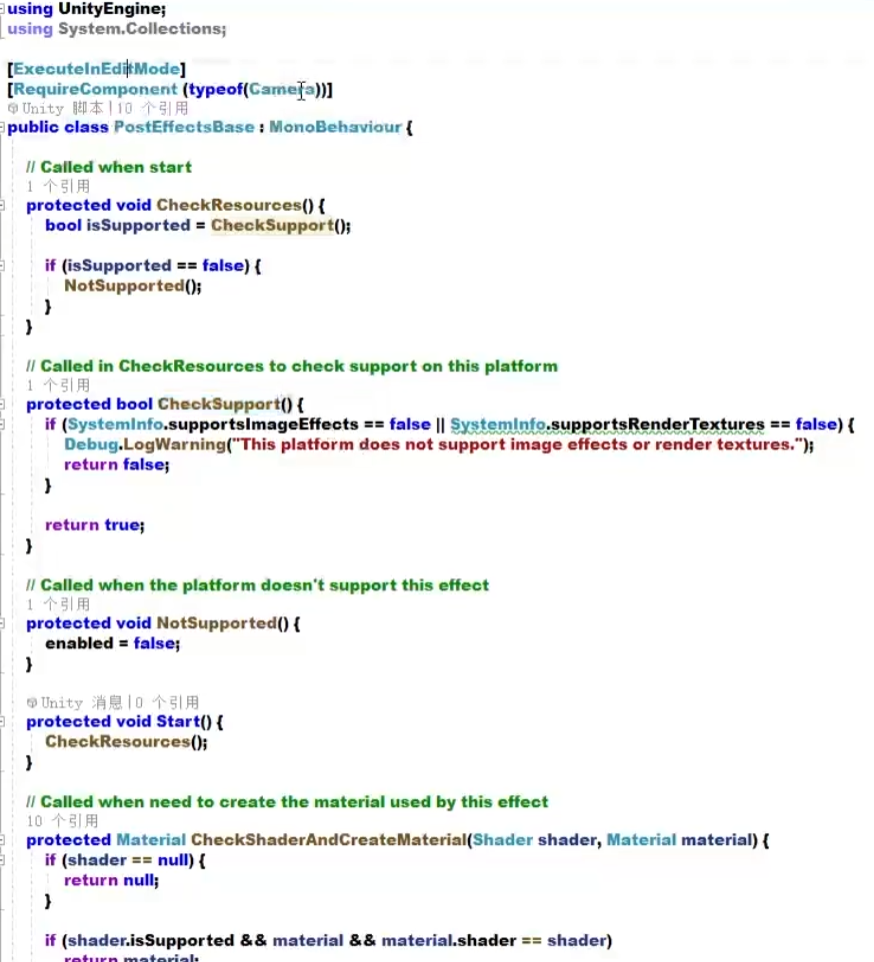 using UnityEngine;
using System.Collections;
[ExecuteInEditMode]
[RequireComponent (typeof(Camera))]
Unity 脚本|10 个引用
public class PostEffectsBase : MonoBehaviour {
// Called when start
1 个引用
protected void CheckResources() {
bool isSupported = CheckSupport();
if (isSupported == false) {
NotSupported();
}
}
// Called in CheckResources to check support on this platform
1 个引用
protected bool CheckSupport() {
if (SystemInfo.supportsImageEffects == false || SystemInfo.supportsRenderTextures == false) {
Debug.LogWarning("This platform does not support image effects or render textures.");
return false;
}
return true;
}
// Called when the platform doesn't support this effect
1 个引用
protected void NotSupported() {
enabled = false;
}
Unity 消息|0 个引用
protected void Start() {
CheckResources();
}
// Called when need to create the material used by this effect
10 个引用
protected Material CheckShaderAndCreateMaterial(Shader shader, Material material) {
if (shader == null) {
return null;
}
if (shader.isSupported && material && material.shader == shader)
return material;